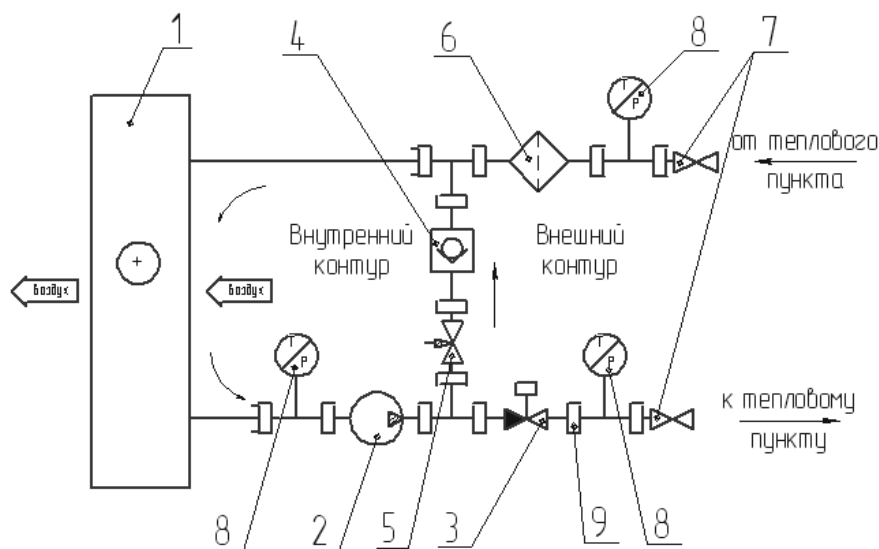 1
4
6
8
7
Т
Р
от теплового
пункта
Внутренний
контур
Внешний
контур
воздух
воздух
Т
Р
Т
Р
к тепловому
пункту
8
2
5
3
9
8